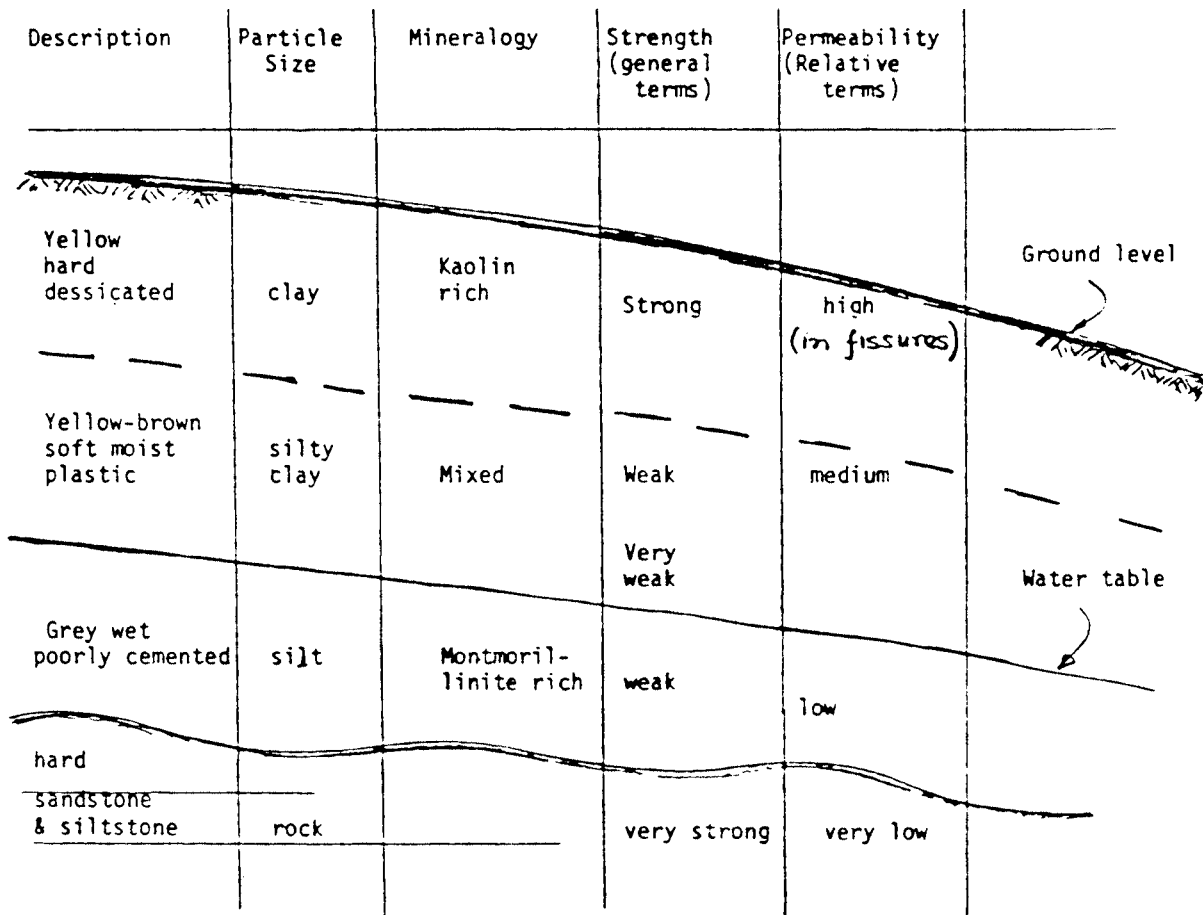 Description
Particle
Size
Mineralogy
Strength
(general
terms)
Permeability
(Relative
terms)
Yellow
hard
dessicated
clay
Kaolin
rich
Strong
high
(in fissures)
Ground level
Yellow-brown
soft moist
plastic
silty
clay
Mixed
Weak
medium
Very
weak
Water table
Grey wet
poorly cemented
silt
Montmoril-
linite rich
weak
low
hard
sandstone
& siltstone
rock
very strong
very low